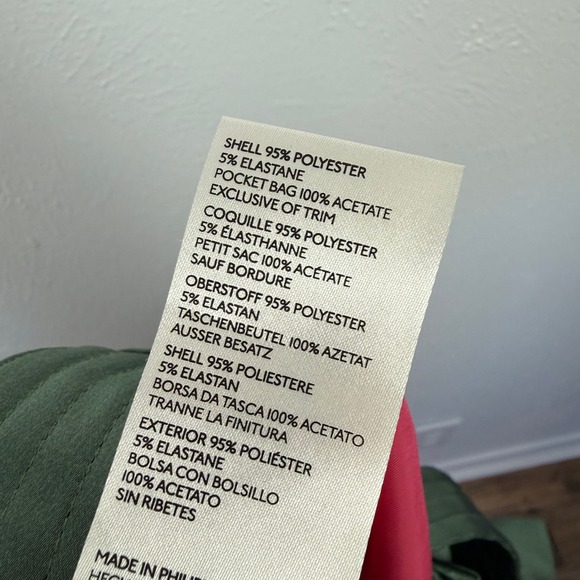 SHELL 95% POLYESTER
5% ELASTANE
POCKET BAG 100% ACETATE
EXCLUSIVE OF TRIM
COQUILLE 95% POLYESTER
5% ÉLASTHANNE
PETIT SAC 100% ACÉTATE
SAUF BORDURE
OBERSTOFF 95% POLYESTER
5% ELASTAN
TASCHENBEUTEL 100% AZETAT
AUSSER BESATZ
SHELL 95% POLIESTERE
5% ELASTAN
BORSA DA TASCA 100% ACETATO
TRANNE LA FINITURA
EXTERIOR 95% POLIÉSTER
5% ELASTANE
BOLSA CON BOLSILLO
100% ACETATO
SIN RIBETES
MADE IN